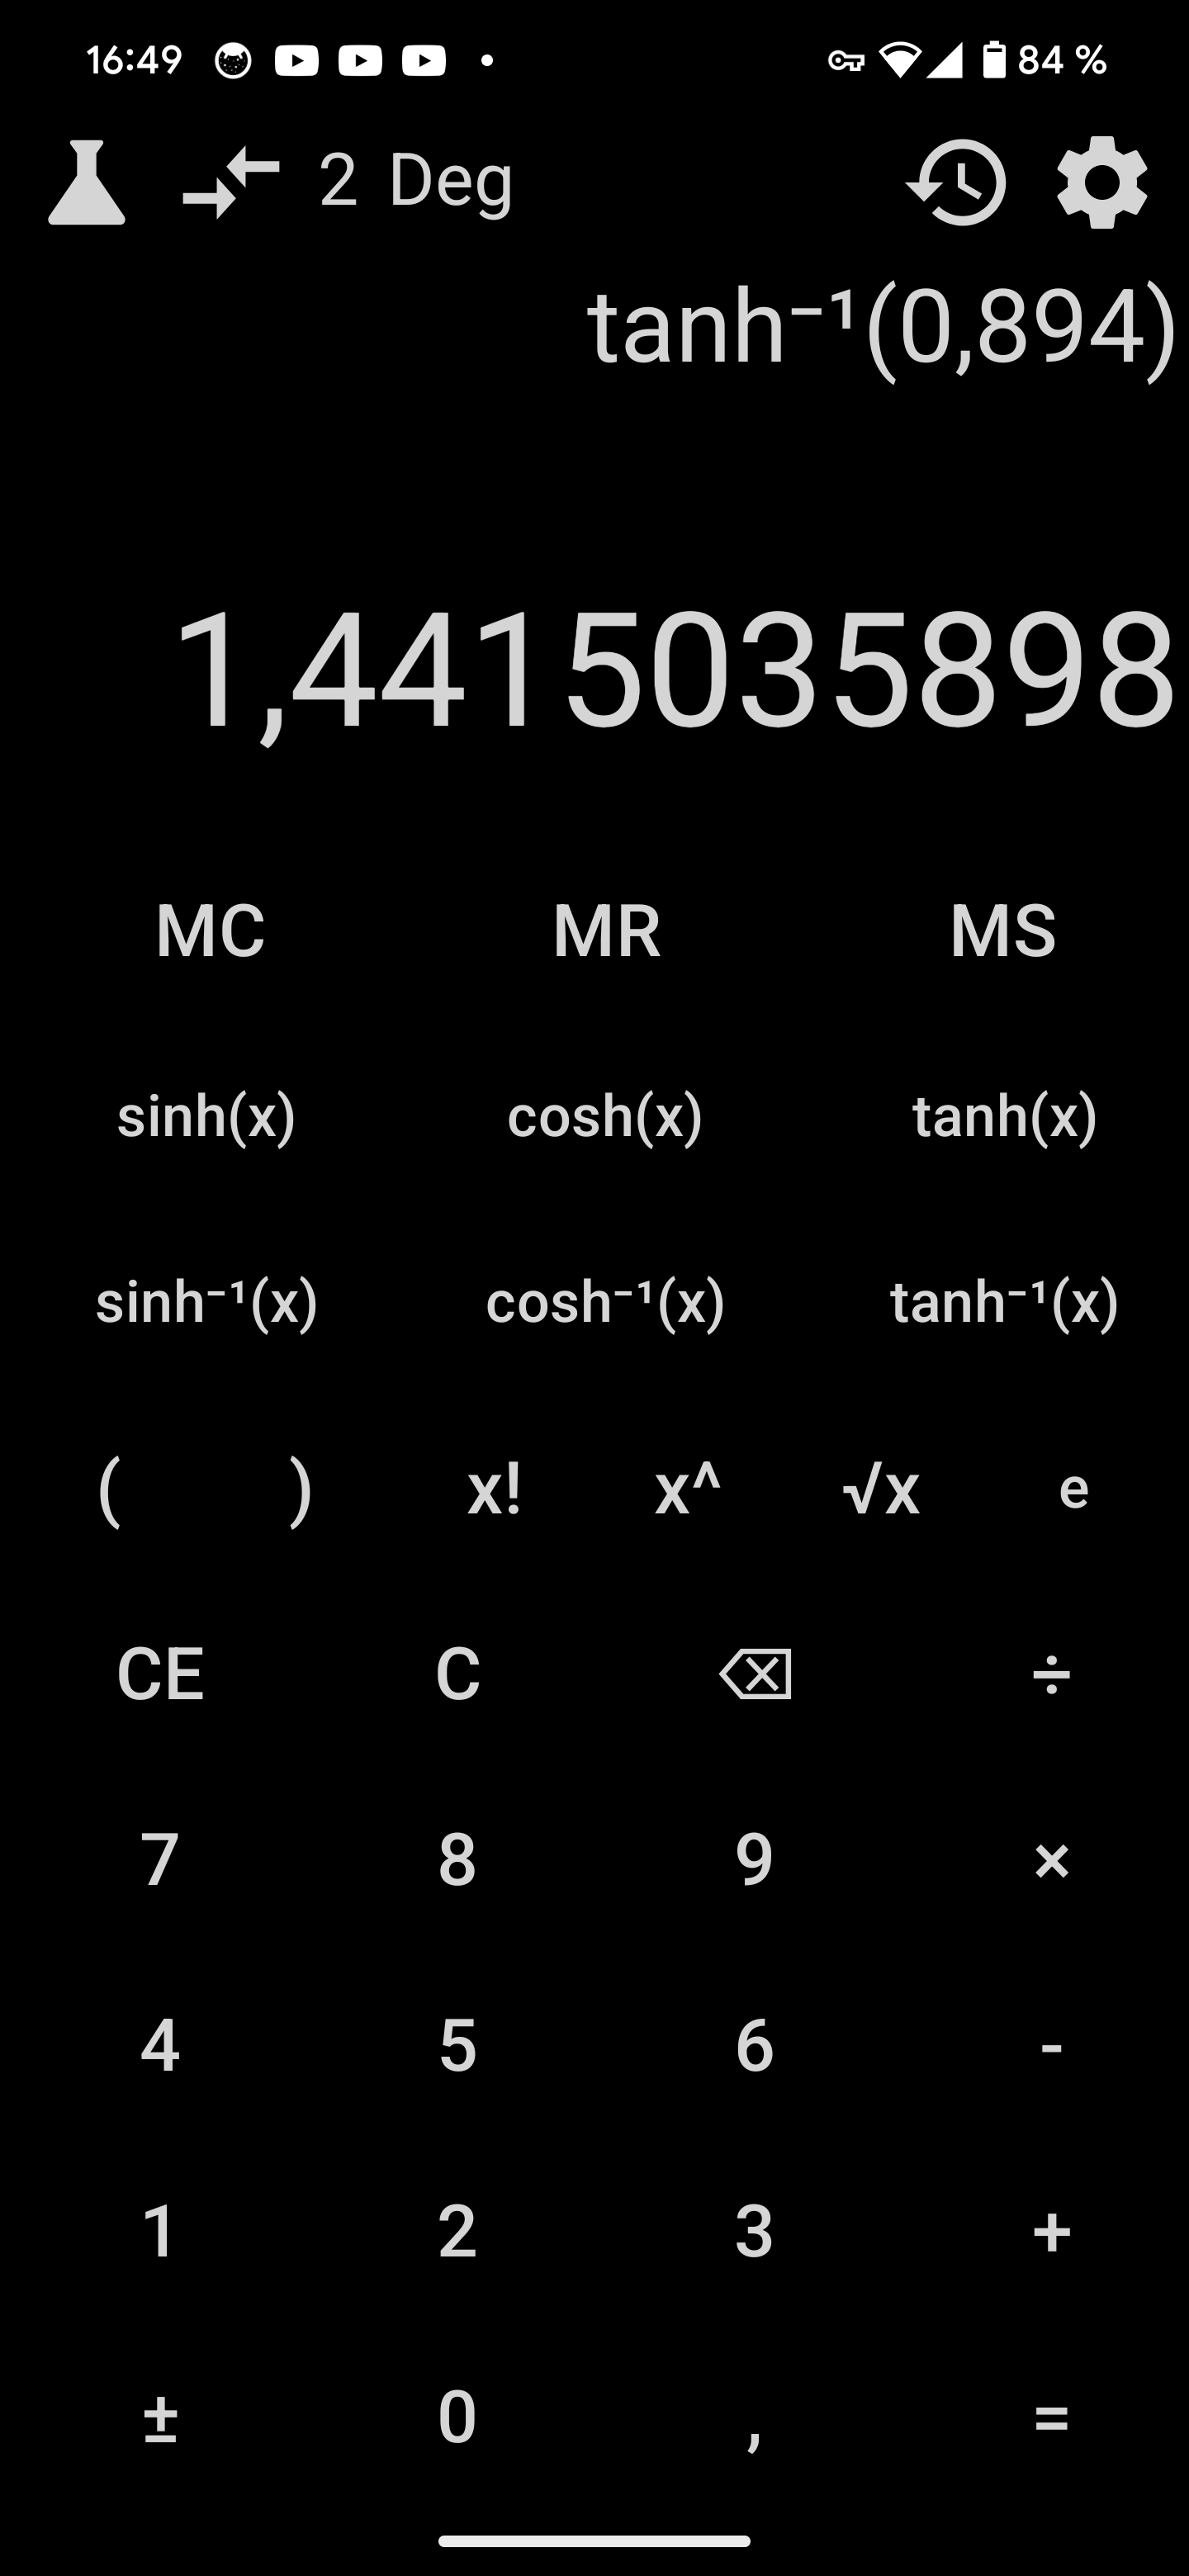 16:49 84 %
2 Deg
tanh⁻¹(0,894)
1,4415035898
MC MR MS
sinh(x) cosh(x) tanh(x)
sinh⁻¹(x) cosh⁻¹(x) tanh⁻¹(x)
( ) x! x^ √x e
CE C ÷
7 8 9 ×
4 5 6 -
1 2 3 +
± 0 , =